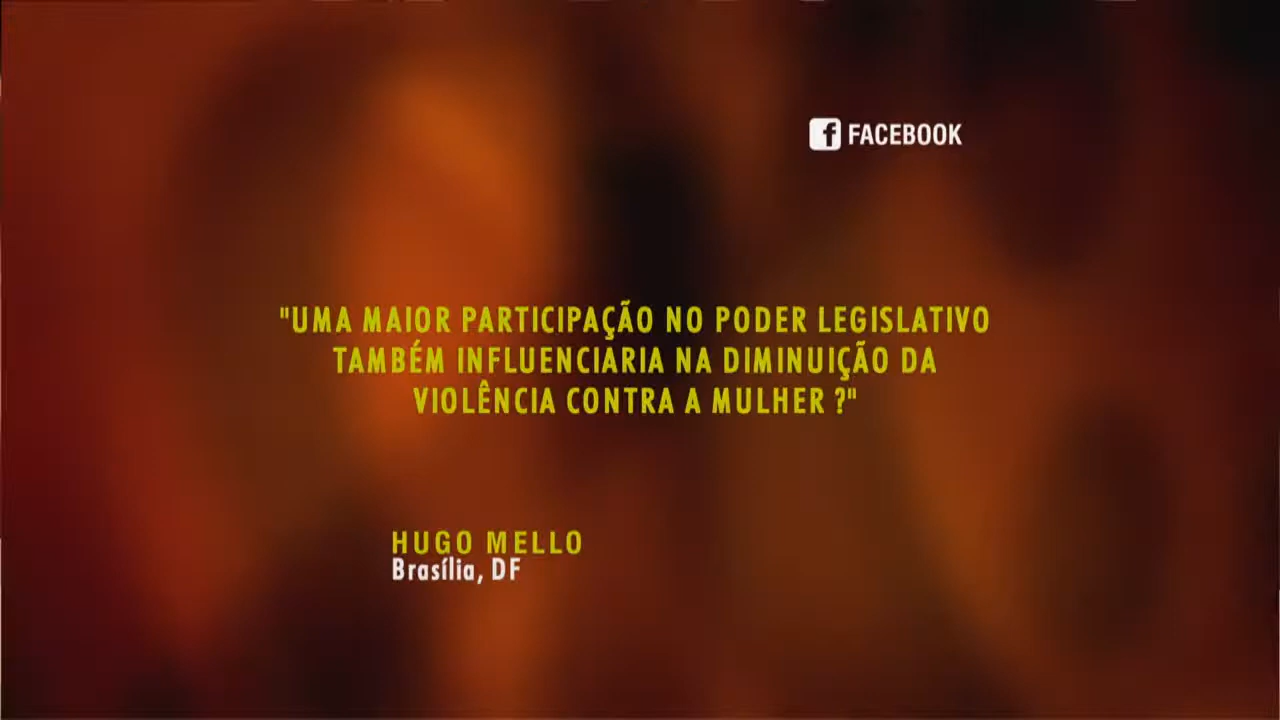 FACEBOOK
"UMA MAIOR PARTICIPAÇÃO NO PODER LEGISLATIVO
TAMBÉM INFLUENCIARIA NA DIMINUIÇÃO DA
VIOLÊNCIA CONTRA A MULHER ?"
HUGO MELLO
Brasília, DF